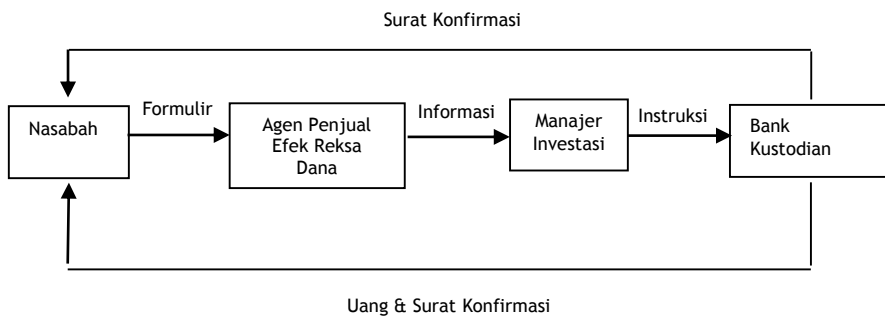 Surat Konfirmasi
Nasabah
Formulir
Agen Penjual
Efek Reksa
Dana
Informasi
Manajer
Investasi
Instruksi
Bank
Kustodian
Uang & Surat Konfirmasi